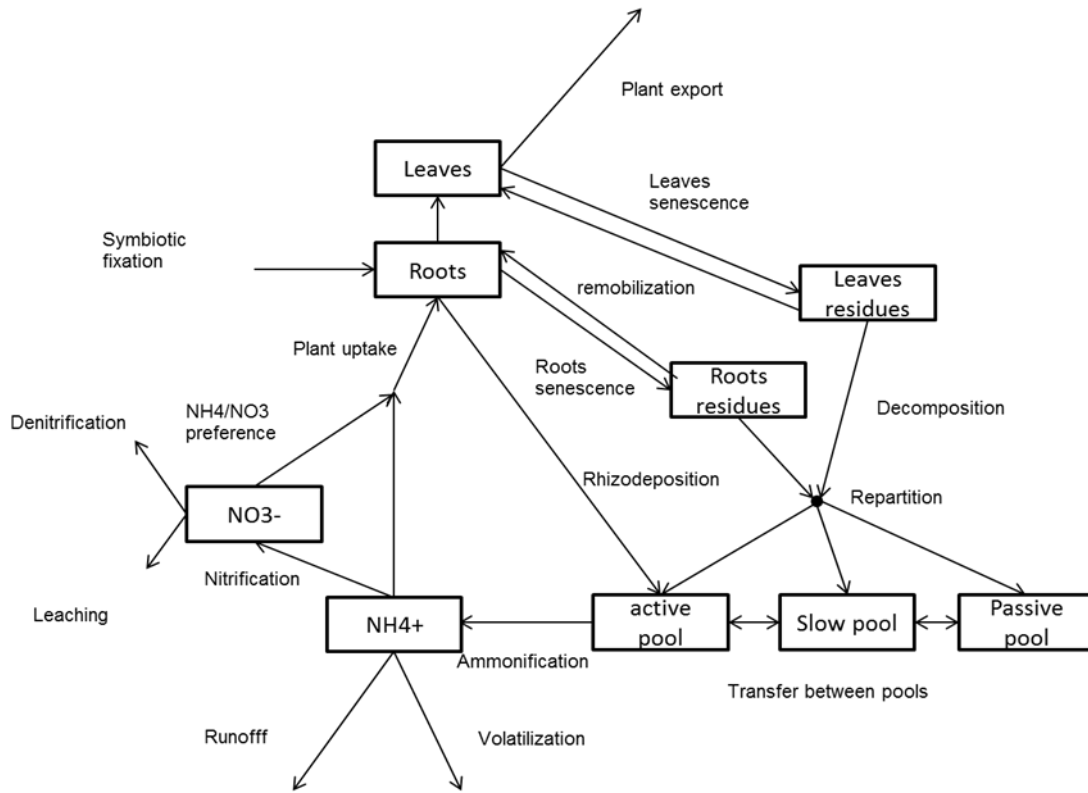 Plant export
Leaves
Leaves
senescence
Symbiotic
fixation
Roots
remobilization
Leaves
residues
Plant uptake
Roots
senescence
Roots
residues
Denitrification
NH4/NO3
preference
Decomposition
Rhizodeposition
Repartition
NO3-
Nitrification
Leaching
NH4+
active
pool
Slow pool
Passive
pool
Ammonification
Transfer between pools
Runofff
Volatilization